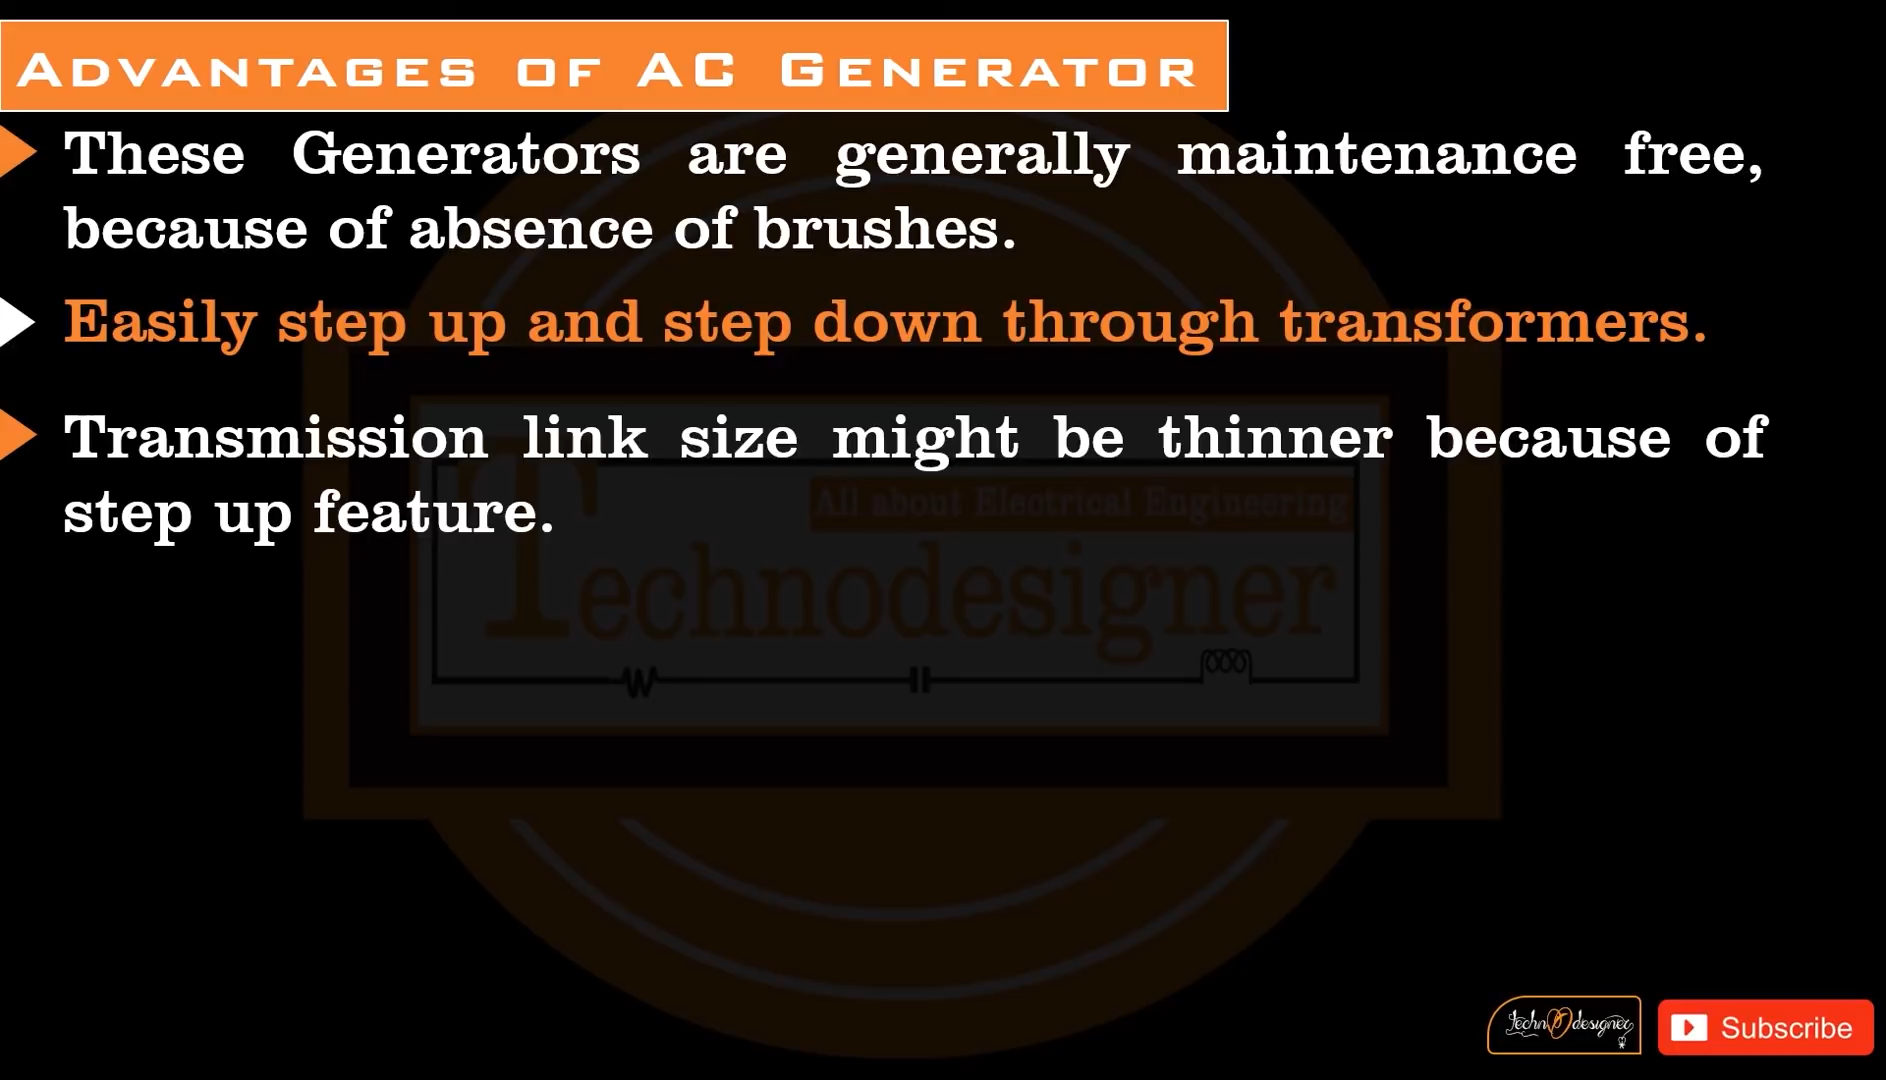 ADVANTAGES OF AC GENERATOR
These Generators are generally maintenance free,
because of absence of brushes.
Easily step up and step down through transformers.
Transmission link size might be thinner because of
step up feature.
All about Electrical Engineering
Technodesigner
Technodesigner
Subscribe